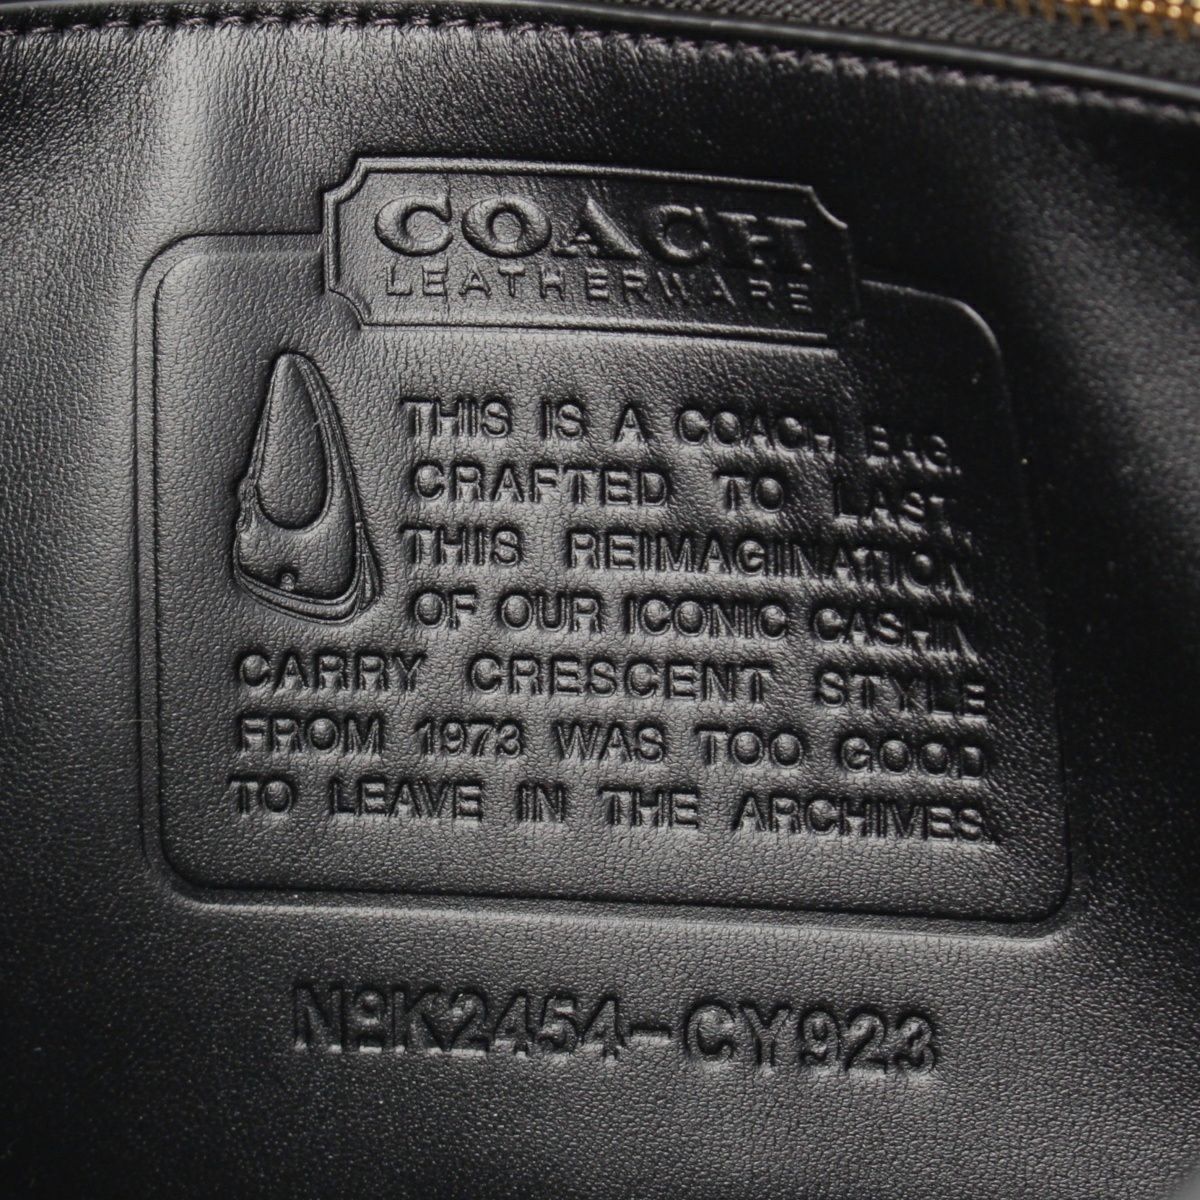 COACH
LEATHERWARE
THIS IS A COACH BAG.
CRAFTED TO LAST.
THIS REIMAGINATION
OF OUR ICONIC CASHIN
CARRY CRESCENT STYLE
FROM 1973 WAS TOO GOOD
TO LEAVE IN THE ARCHIVES.
NoK2454-CY923